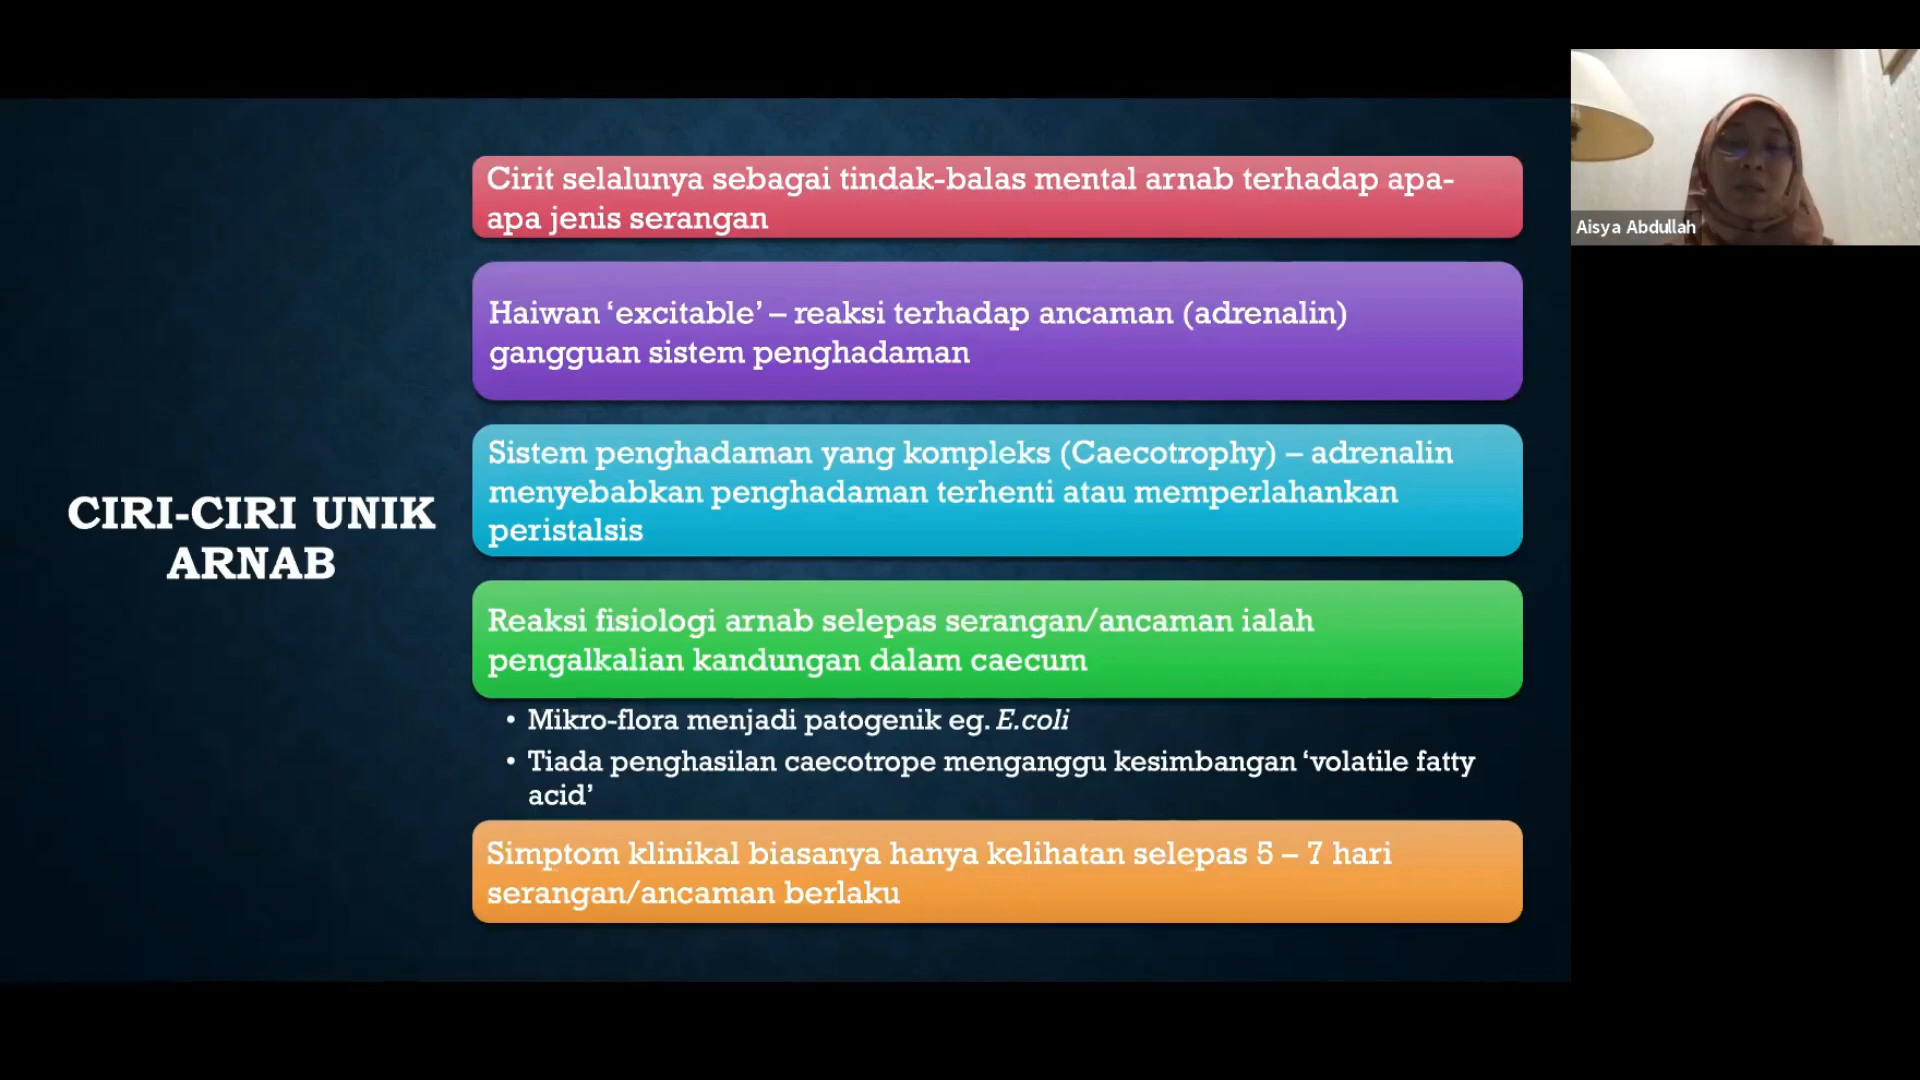 CIRI-CIRI UNIK
ARNAB
Cirit selalunya sebagai tindak-balas mental arnab terhadap apa-
apa jenis serangan
Haiwan ‘excitable’ – reaksi terhadap ancaman (adrenalin)
gangguan sistem penghadaman
Sistem penghadaman yang kompleks (Caecotrophy) – adrenalin
menyebabkan penghadaman terhenti atau memperlahankan
peristalsis
Reaksi fisiologi arnab selepas serangan/ancaman ialah
pengalkalian kandungan dalam caecum
• Mikro-flora menjadi patogenik eg. E.coli
• Tiada penghasilan caecotrope menganggu kesimbangan ‘volatile fatty
acid’
Simptom klinikal biasanya hanya kelihatan selepas 5 – 7 hari
serangan/ancaman berlaku
Aisya Abdullah